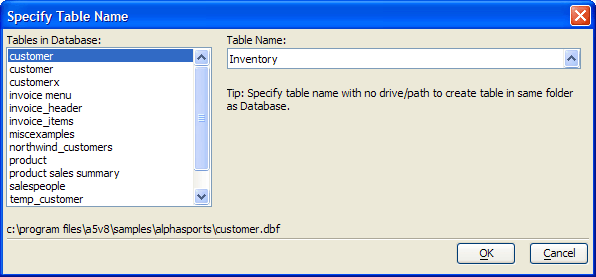 Specify Table Name
Tables in Database:
customer
customer
customerx
invoice menu
invoice_header
invoice_items
miscexamples
northwind_customers
product
product sales summary
salespeople
temp_customer
Table Name:
Inventory
Tip: Specify table name with no drive/path to create table in same folder
as Database.
c:\program files\a5v8\samples\alphasports\customer.dbf
OK
Cancel